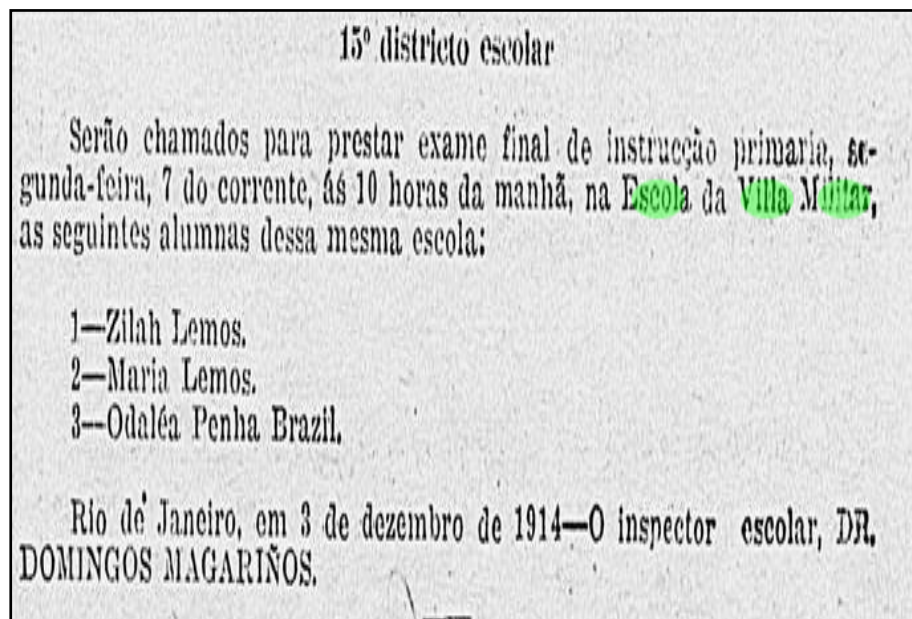 15º districto escolar
Serão chamados para prestar exame final de instrucção primaria, se-
gunda-feira, 7 do corrente, ás 10 horas da manhã, na Escola da Villa Militar,
as seguintes alumnas dessa mesma escola:
1—Zilah Lemos.
2—Maria Lemos.
3—Odaléa Penha Brazil.
Rio de Janeiro, em 3 de dezembro de 1914—O inspector escolar, DR.
DOMINGOS MAGARIÑOS.